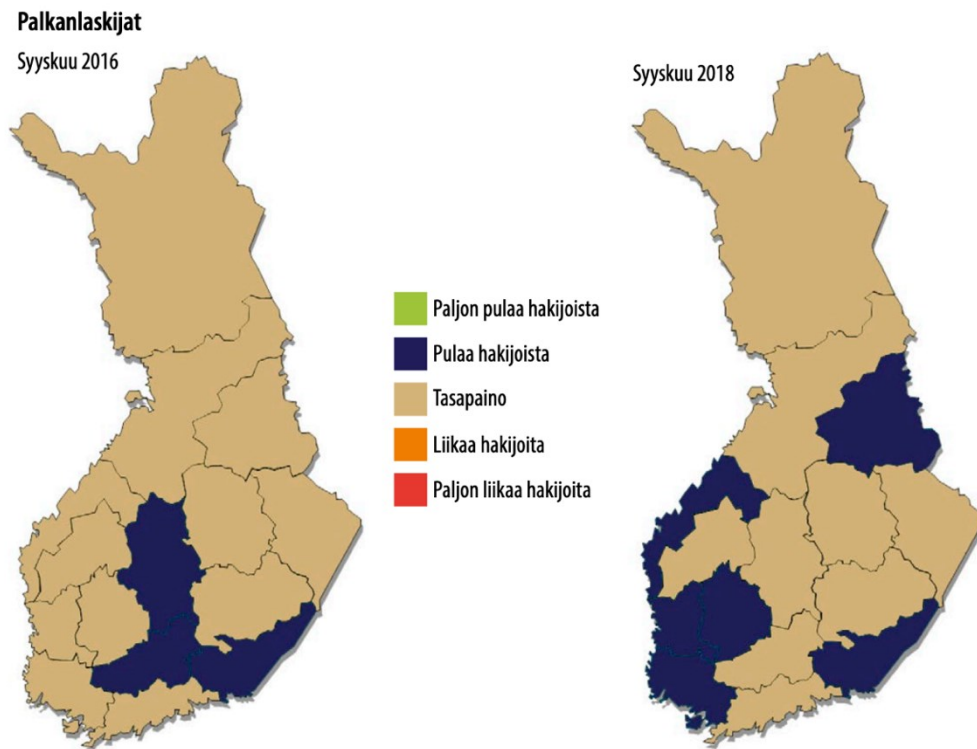 Palkanlaskijat
Syyskuu 2016
Syyskuu 2018
Paljon pulaa hakijoista
Pulaa hakijoista
Tasapaino
Liikaa hakijoita
Paljon liikaa hakijoita